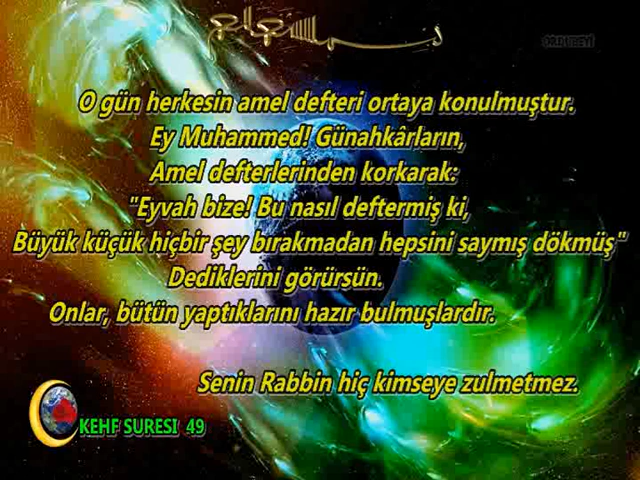 O gün herkesin amel defteri ortaya konulmuştur.
Ey Muhammed! Günahkârların,
Amel defterlerinden korkarak:
"Eyvah bize! Bu nasıl deftermiş ki,
Büyük küçük hiçbir şey bırakmadan hepsini saymış dökmüş"
Dediklerini görürsün.
Onlar, bütün yaptıklarını hazır bulmuşlardır.
Senin Rabbin hiç kimseye zulmetmez.
KEHF SURESI 49